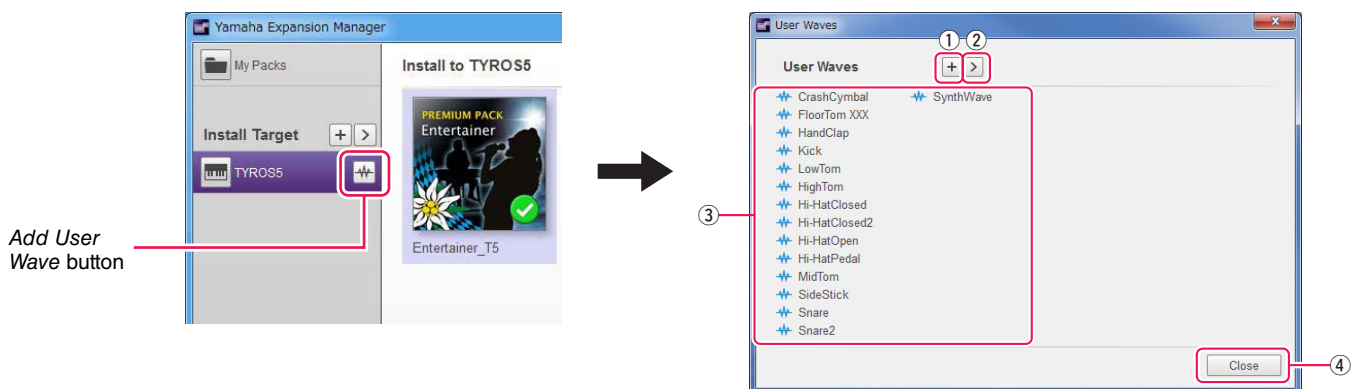 Yamaha Expansion Manager
My Packs
Install to TYROS5
PREMIUM PACK
Entertainer
Install Target
TYROS5
Entertainer_T5
Add User
Wave button
User Waves
① ②
User Waves
CrashCymbal
FloorTom XXX
HandClap
Kick
LowTom
HighTom
Hi-HatClosed
Hi-HatClosed2
Hi-HatOpen
Hi-HatPedal
MidTom
SideStick
Snare
Snare2
SynthWave
③
Close
④